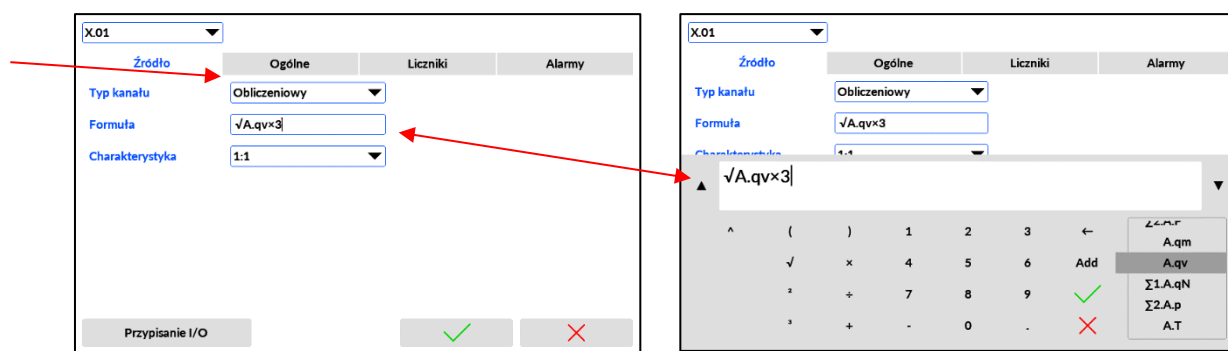 X.01
Źródło Ogólne Liczniki Alarmy
Typ kanału Obliczeniowy
Formuła √A.qv×3
Charakterystyka 1:1
Przypisanie I/O
X.01
Źródło Ogólne Liczniki Alarmy
Typ kanału Obliczeniowy
Formuła √A.qv×3
Charakterystyka 1:1
√A.qv×3
^ ( ) 1 2 3 ← ∑2.A.P
A.qm
√ × 4 5 6 Add A.qv
² ÷ 7 8 9 ∑1.A.qN
∑2.A.p
³ + - 0 . A.T